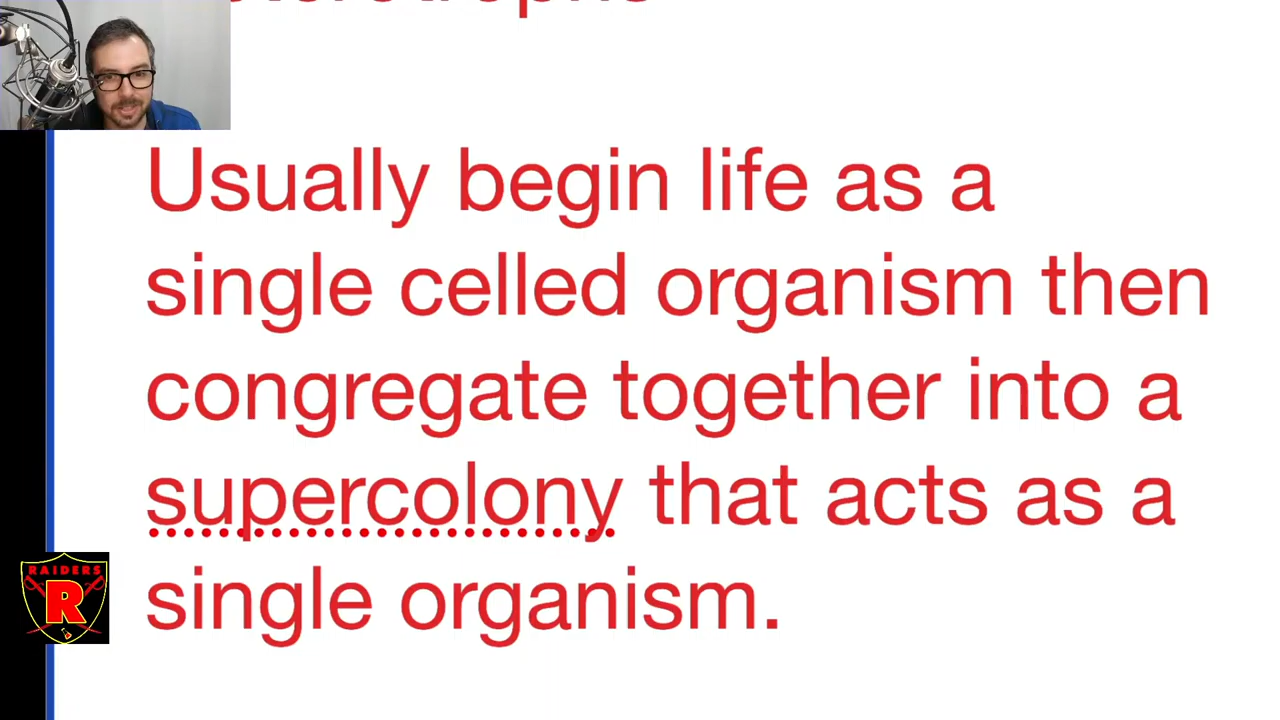 Usually begin life as a
single celled organism then
congregate together into a
supercolony that acts as a
single organism.
RAIDERS
R